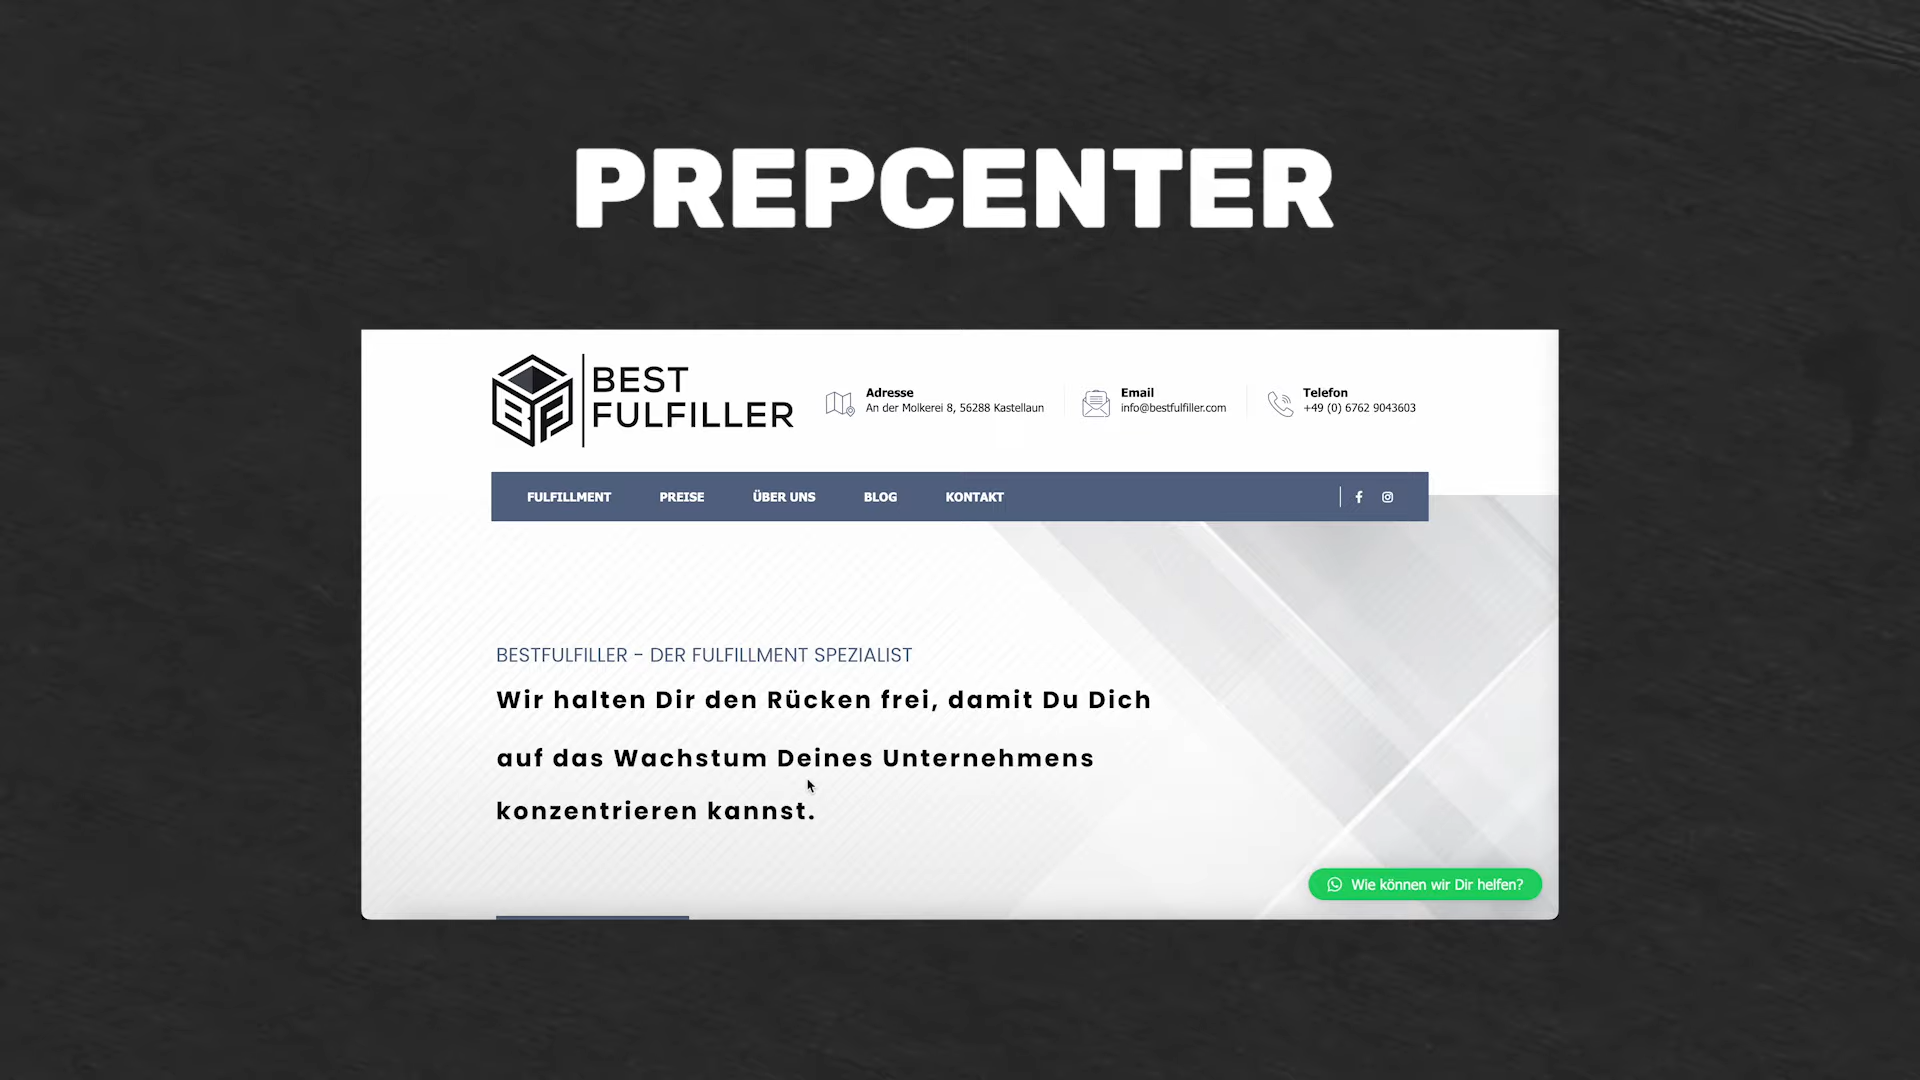 PREPCENTER
BEST
FULFILLER
Adresse
An der Molkerei 8, 56288 Kastellaun
Email
info@bestfulfiller.com
Telefon
+49 (0) 6762 9043603
FULFILLMENT PREISE ÜBER UNS BLOG KONTAKT
BESTFULFILLER - DER FULFILLMENT SPEZIALIST
Wir halten Dir den Rücken frei, damit Du Dich
auf das Wachstum Deines Unternehmens
konzentrieren kannst.
Wie können wir Dir helfen?